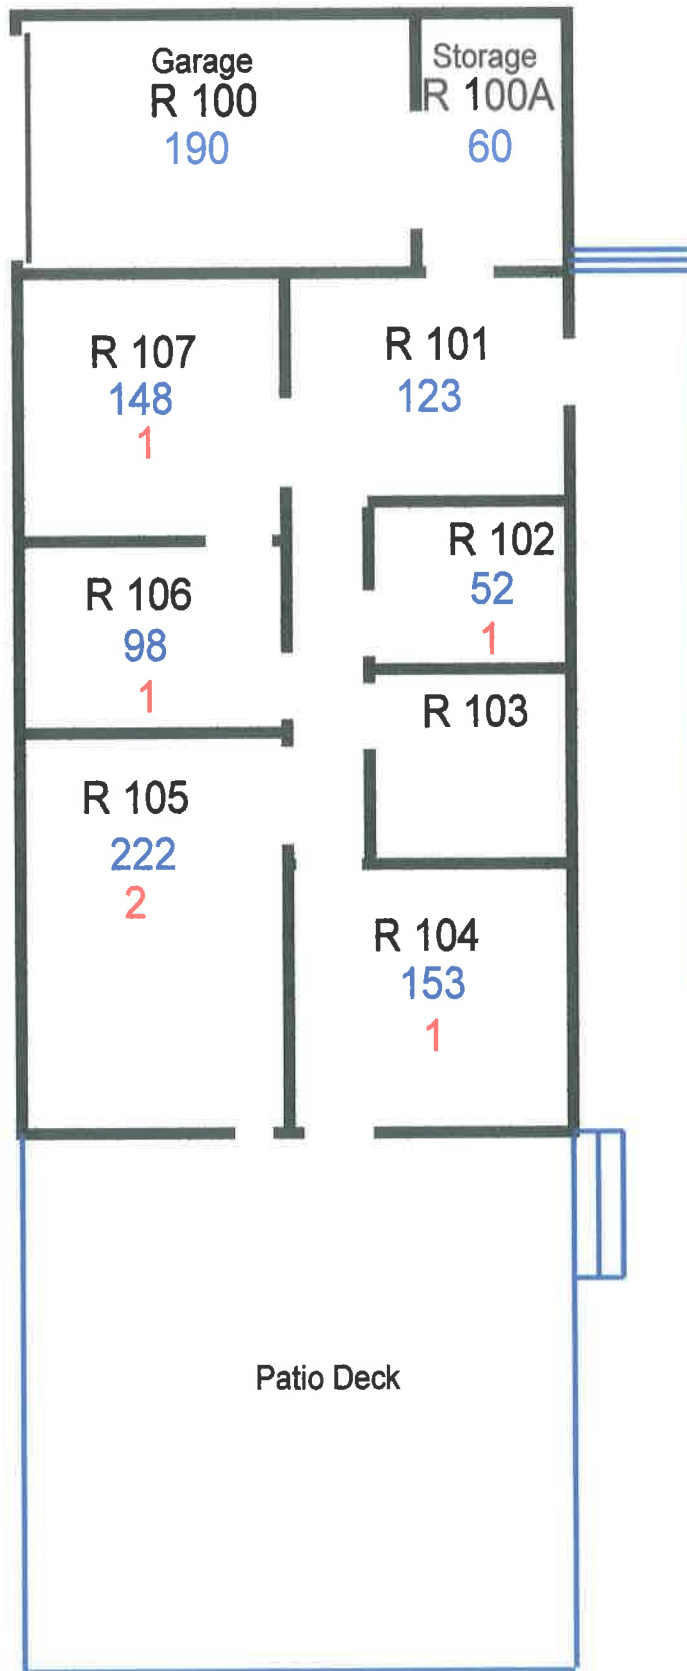 Garage
R 100
190
Storage
R 100A
60
R 107
148
1
R 101
123
R 102
52
1
R 106
98
1
R 103
R 105
222
2
R 104
153
1
Patio Deck